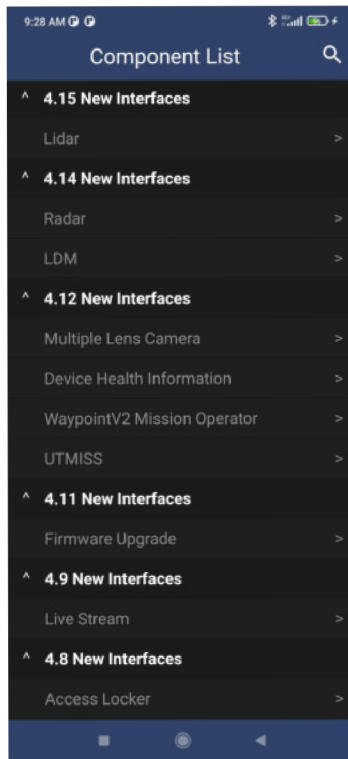 9:28 AM
Component List
^ 4.15 New Interfaces
Lidar >
^ 4.14 New Interfaces
Radar >
LDM >
^ 4.12 New Interfaces
Multiple Lens Camera >
Device Health Information >
WaypointV2 Mission Operator >
UTMISS >
^ 4.11 New Interfaces
Firmware Upgrade >
^ 4.9 New Interfaces
Live Stream >
^ 4.8 New Interfaces
Access Locker >